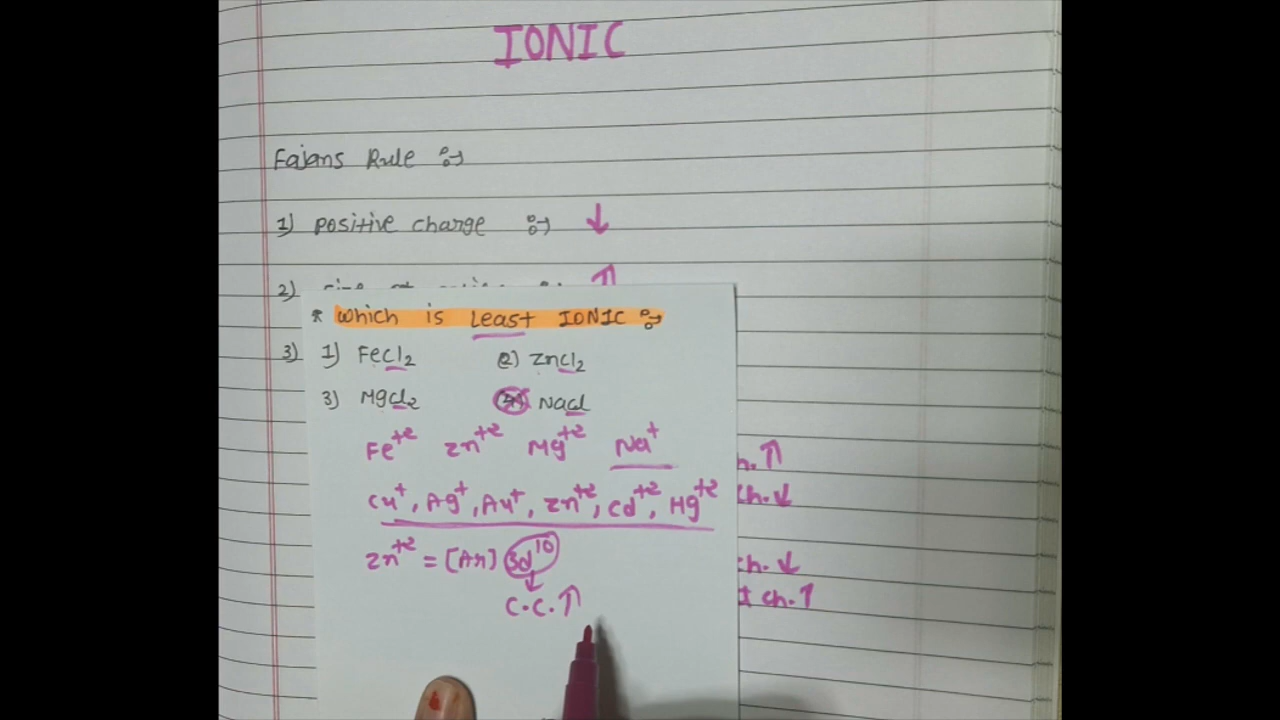 IONIC
Fajans Rule :->
1) positive charge :-> ↓
2) ↑
* which is least IONIC :->
3) 1) FeCl2 2) ZnCl2
3) MgCl2 4) NaCl
Fe+2 Zn+2 Mg+2 Na+
h. ↑
Cu+, Ag+, Au+, Zn+2, Cd+2, Hg+2
ch. ↓
Zn+2 = [Ar] 3d10
ch. ↓
t ch. ↑
↓
C.C. ↑